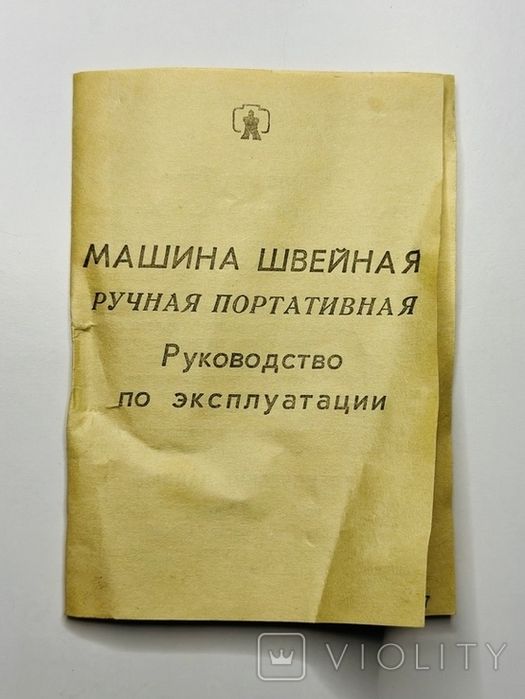 МАШИНА ШВЕЙНАЯ
РУЧНАЯ ПОРТАТИВНАЯ
Руководство
по эксплуатации
VIOLITY